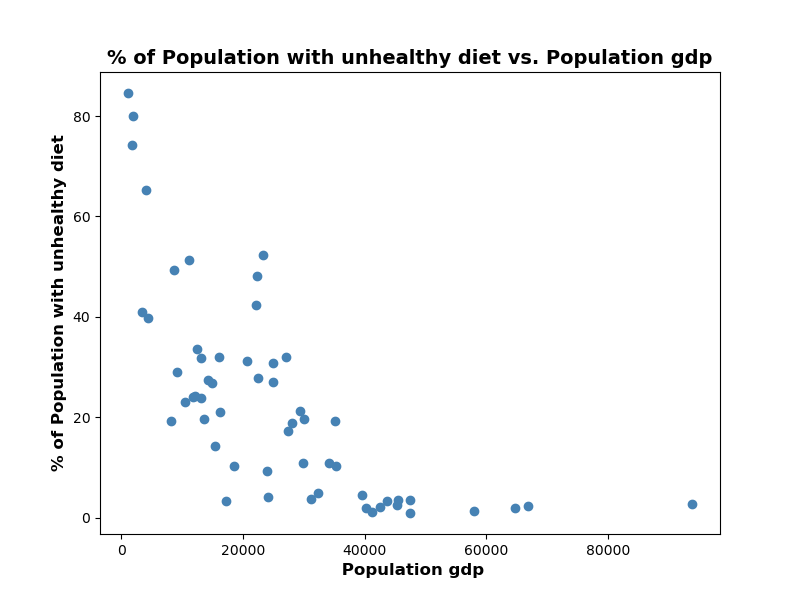 % of Population with unhealthy diet vs. Population gdp
80
60
40
20
0
% of Population with unhealthy diet
0 20000 40000 60000 80000
Population gdp